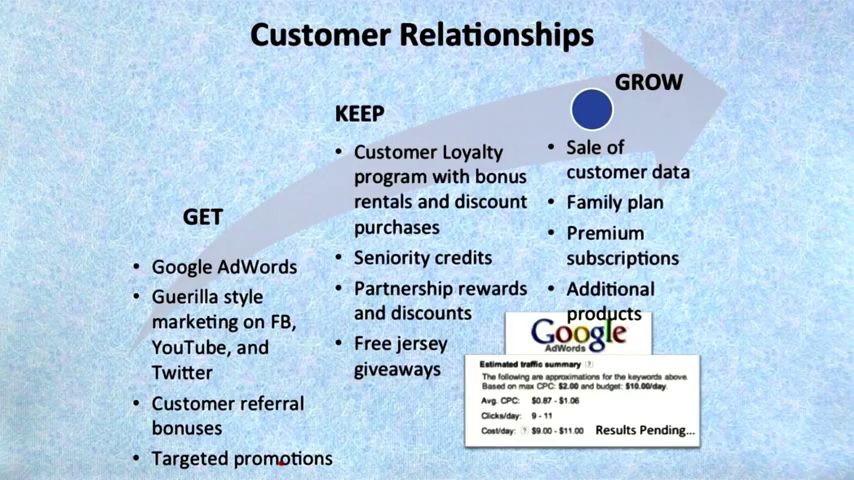 Customer Relationships
GET
• Google AdWords
• Guerilla style
marketing on FB,
YouTube, and
Twitter
• Customer referral
bonuses
• Targeted promotions
KEEP
• Customer Loyalty
program with bonus
rentals and discount
purchases
• Seniority credits
• Partnership rewards
and discounts
• Free jersey
giveaways
GROW
• Sale of
customer data
• Family plan
• Premium
subscriptions
• Additional
products
Google
AdWords
Estimated traffic summary ?
The following are approximations for the keywords above.
Based on max CPC: $2.00 and budget: $10.00/day.
Avg. CPC: $0.87 - $1.06
Clicks/day: 9 - 11
Cost/day: ? $9.00 - $11.00 Results Pending...